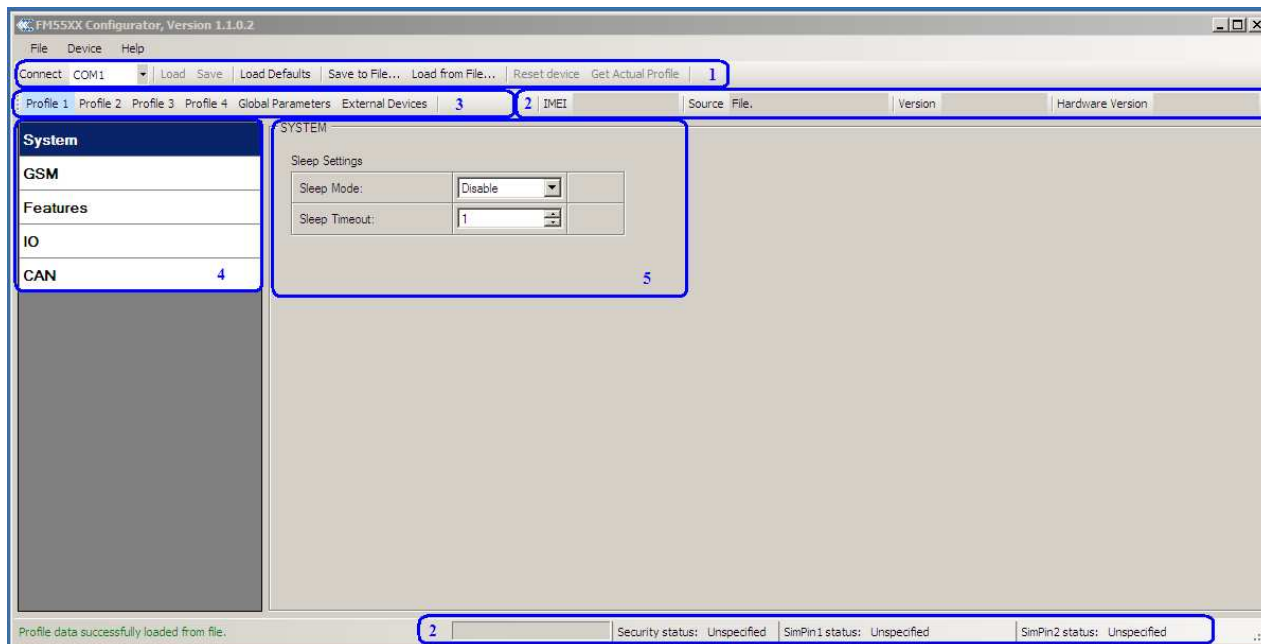 FM55XX Configurator, Version 1.1.0.2
File Device Help
Connect COM1 Load Save Load Defaults Save to File... Load from File... Reset device Get Actual Profile 1
Profile 1 Profile 2 Profile 3 Profile 4 Global Parameters External Devices 3 2 IMEI Source File. Version Hardware Version
System
GSM
Features
IO
CAN 4
SYSTEM
Sleep Settings
Sleep Mode: Disable
Sleep Timeout: 1
5
Profile data successfully loaded from file. 2 Security status: Unspecified SimPin1 status: Unspecified SimPin2 status: Unspecified